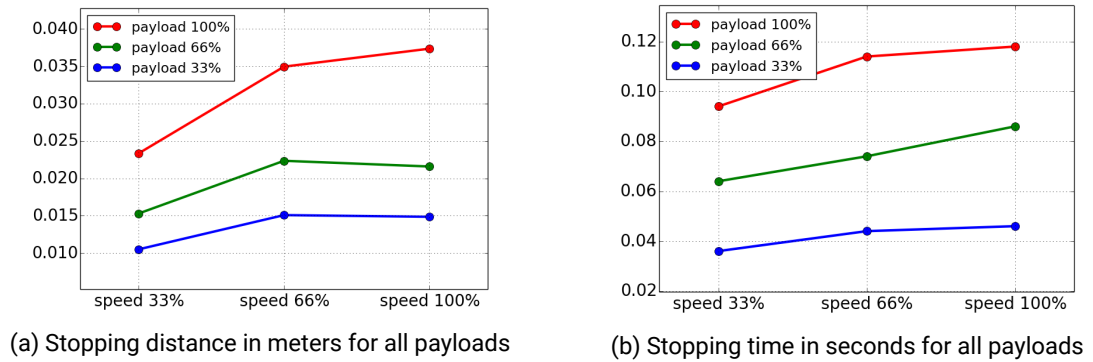 0.040
0.035
0.030
0.025
0.020
0.015
0.010
payload 100%
payload 66%
payload 33%
speed 33%
speed 66%
speed 100%
(a) Stopping distance in meters for all payloads
0.12
0.10
0.08
0.06
0.04
0.02
payload 100%
payload 66%
payload 33%
speed 33%
speed 66%
speed 100%
(b) Stopping time in seconds for all payloads